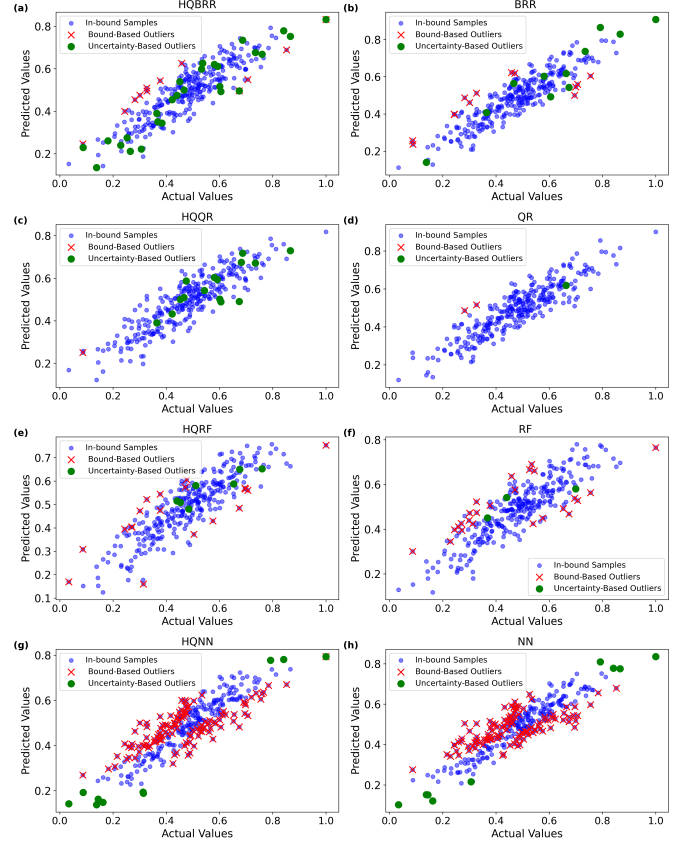 (a) HQBRR
1.0
0.8
0.6
0.4
0.2
Predicted Values
In-bound Samples
Bound-Based Outliers
Uncertainty-Based Outliers
0.0 0.2 0.4 0.6 0.8 1.0
Actual Values
(b) BRR
0.8
0.6
0.4
0.2
Predicted Values
In-bound Samples
Bound-Based Outliers
Uncertainty-Based Outliers
0.0 0.2 0.4 0.6 0.8 1.0
Actual Values
(c) HQQR
0.8
0.6
0.4
0.2
Predicted Values
In-bound Samples
Bound-Based Outliers
Uncertainty-Based Outliers
0.0 0.2 0.4 0.6 0.8 1.0
Actual Values
(d) QR
0.8
0.6
0.4
0.2
Predicted Values
In-bound Samples
Bound-Based Outliers
Uncertainty-Based Outliers
0.0 0.2 0.4 0.6 0.8 1.0
Actual Values
(e) HQRF
0.7
0.6
0.5
0.4
0.3
0.2
0.1
Predicted Values
In-bound Samples
Bound-Based Outliers
Uncertainty-Based Outliers
0.0 0.2 0.4 0.6 0.8 1.0
Actual Values
(f) RF
0.8
0.6
0.4
0.2
Predicted Values
In-bound Samples
Bound-Based Outliers
Uncertainty-Based Outliers
0.0 0.2 0.4 0.6 0.8 1.0
Actual Values
(g) HQNN
0.8
0.6
0.4
0.2
Predicted Values
In-bound Samples
Bound-Based Outliers
Uncertainty-Based Outliers
0.0 0.2 0.4 0.6 0.8 1.0
Actual Values
(h) NN
0.8
0.6
0.4
0.2
Predicted Values
In-bound Samples
Bound-Based Outliers
Uncertainty-Based Outliers
0.0 0.2 0.4 0.6 0.8 1.0
Actual Values